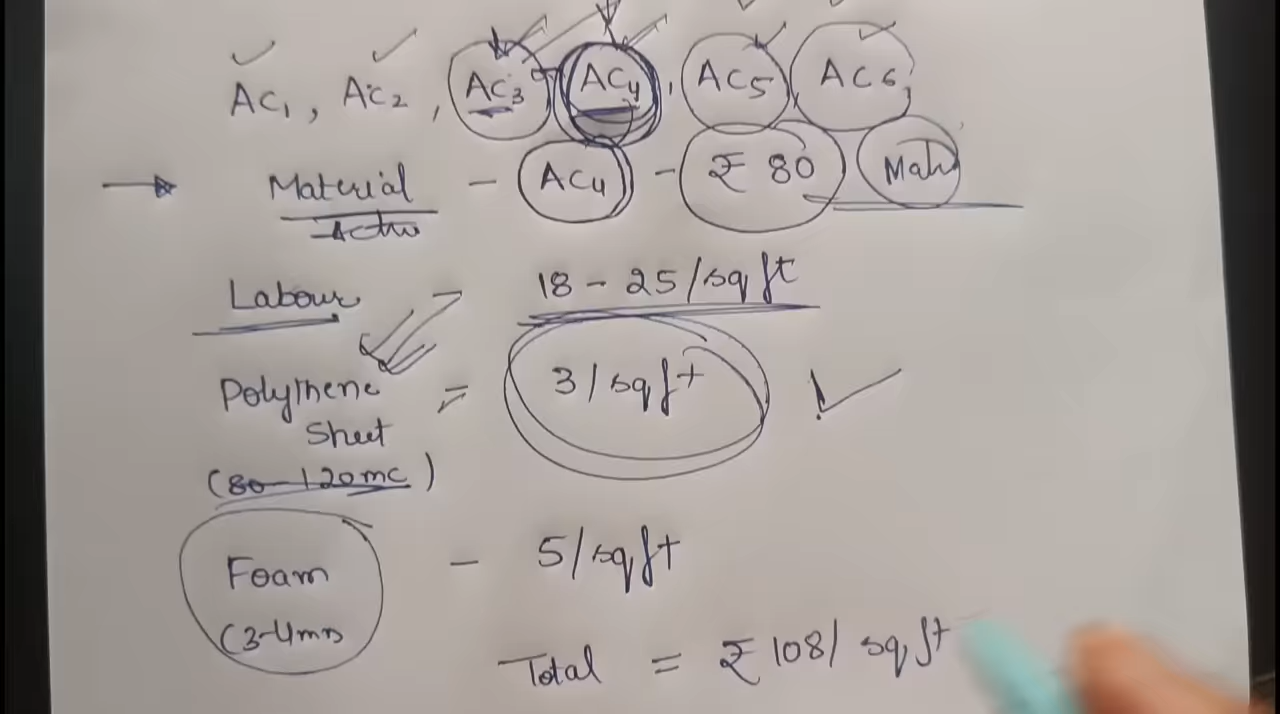 AC1, AC2, AC3, AC4, AC5, AC6,
Material - AC4 - ₹ 80
Labour = 18 - 25/sq ft
Polythene = 3/sq ft
Sheet
(80-120mc)
Foam - 5/sq ft
(3-4mm
Total = ₹ 108/ sq ft